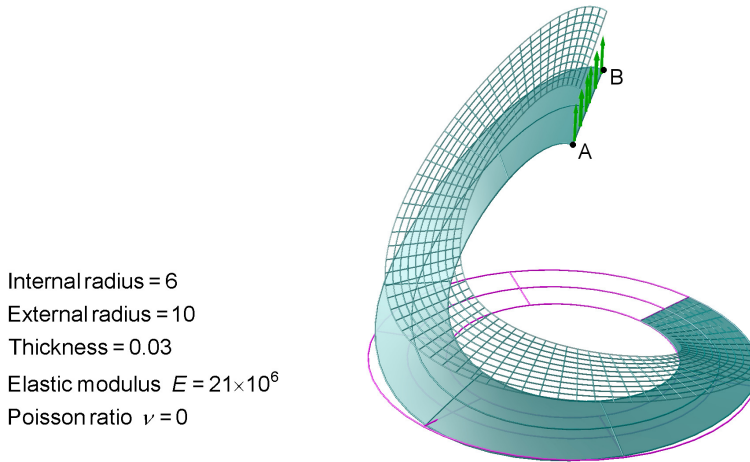 B
A
Internal radius = 6
External radius = 10
Thickness = 0.03
Elastic modulus E = 21×10⁶
Poisson ratio ν = 0